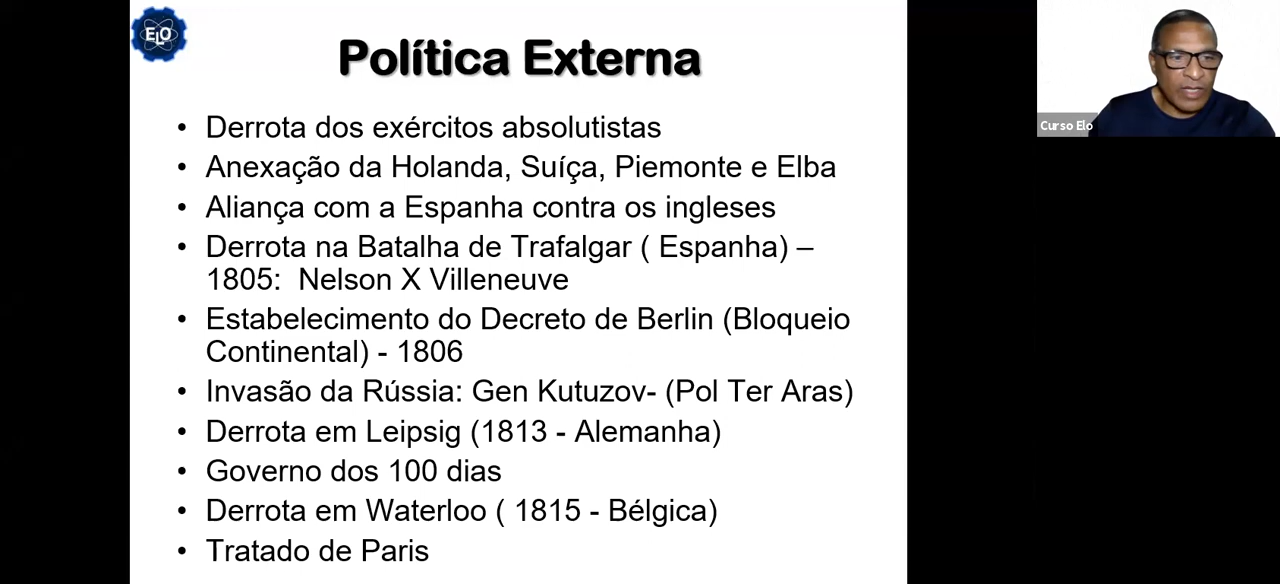 ELO
Política Externa
• Derrota dos exércitos absolutistas
• Anexação da Holanda, Suíça, Piemonte e Elba
• Aliança com a Espanha contra os ingleses
• Derrota na Batalha de Trafalgar ( Espanha) –
1805:  Nelson X Villeneuve
• Estabelecimento do Decreto de Berlin (Bloqueio
Continental) - 1806
• Invasão da Rússia: Gen Kutuzov- (Pol Ter Aras)
• Derrota em Leipsig (1813 - Alemanha)
• Governo dos 100 dias
• Derrota em Waterloo ( 1815 - Bélgica)
• Tratado de Paris
Curso Elo